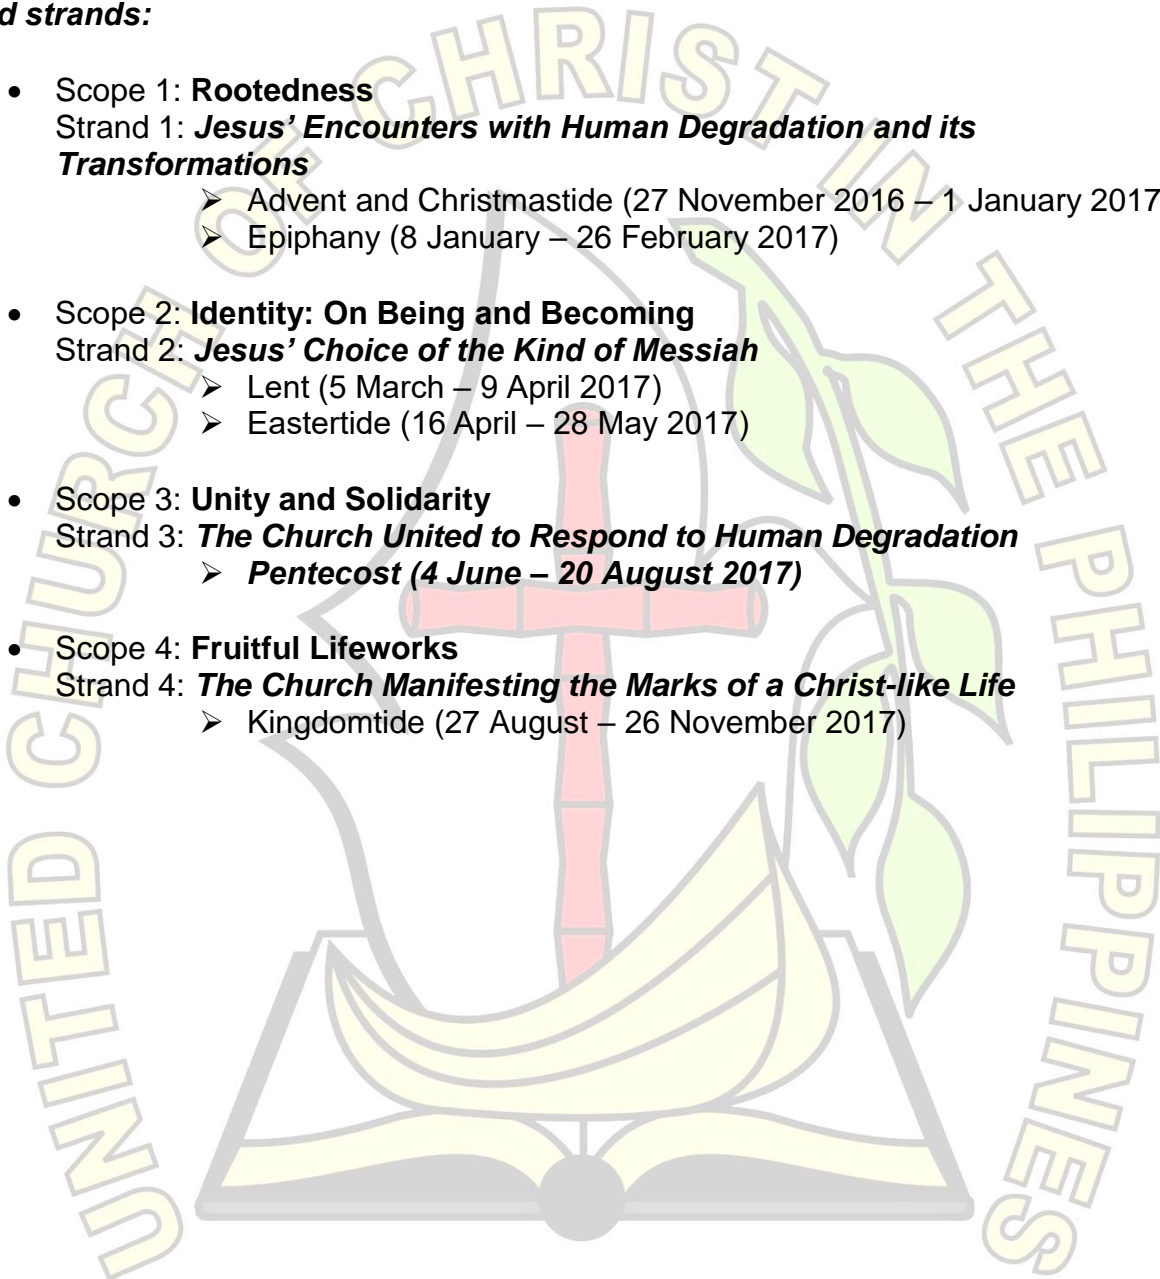 d strands:
• Scope 1: Rootedness
Strand 1: Jesus’ Encounters with Human Degradation and its
Transformations
➢ Advent and Christmastide (27 November 2016 – 1 January 2017
➢ Epiphany (8 January – 26 February 2017)
• Scope 2: Identity: On Being and Becoming
Strand 2: Jesus’ Choice of the Kind of Messiah
➢ Lent (5 March – 9 April 2017)
➢ Eastertide (16 April – 28 May 2017)
• Scope 3: Unity and Solidarity
Strand 3: The Church United to Respond to Human Degradation
➢ Pentecost (4 June – 20 August 2017)
• Scope 4: Fruitful Lifeworks
Strand 4: The Church Manifesting the Marks of a Christ-like Life
➢ Kingdomtide (27 August – 26 November 2017)
UNITED CHURCH OF CHRIST IN THE PHILIPPINES